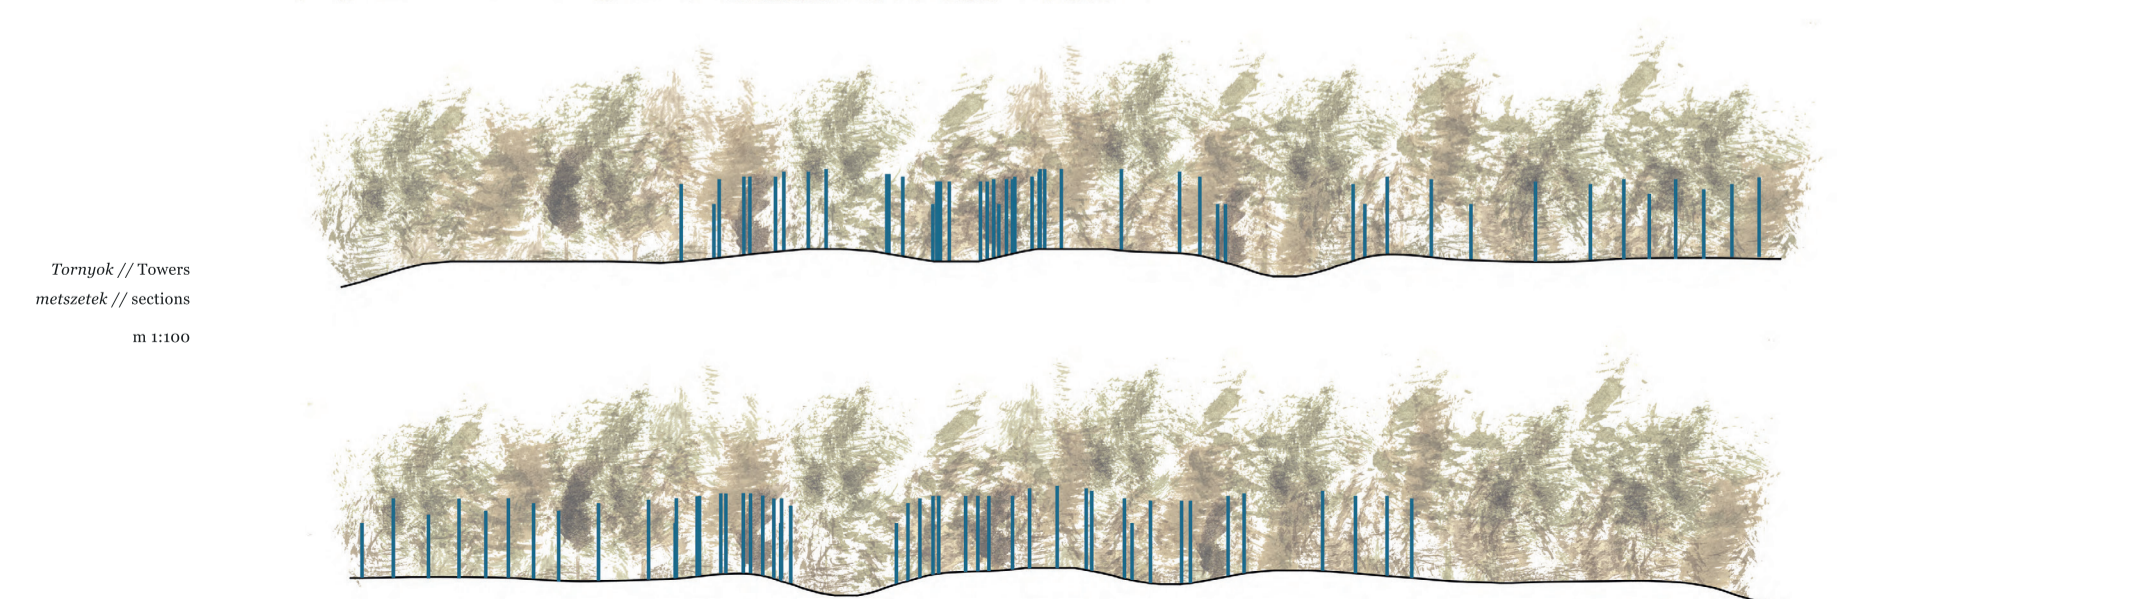 Tornyok // Towers
metszetek // sections
m 1:100